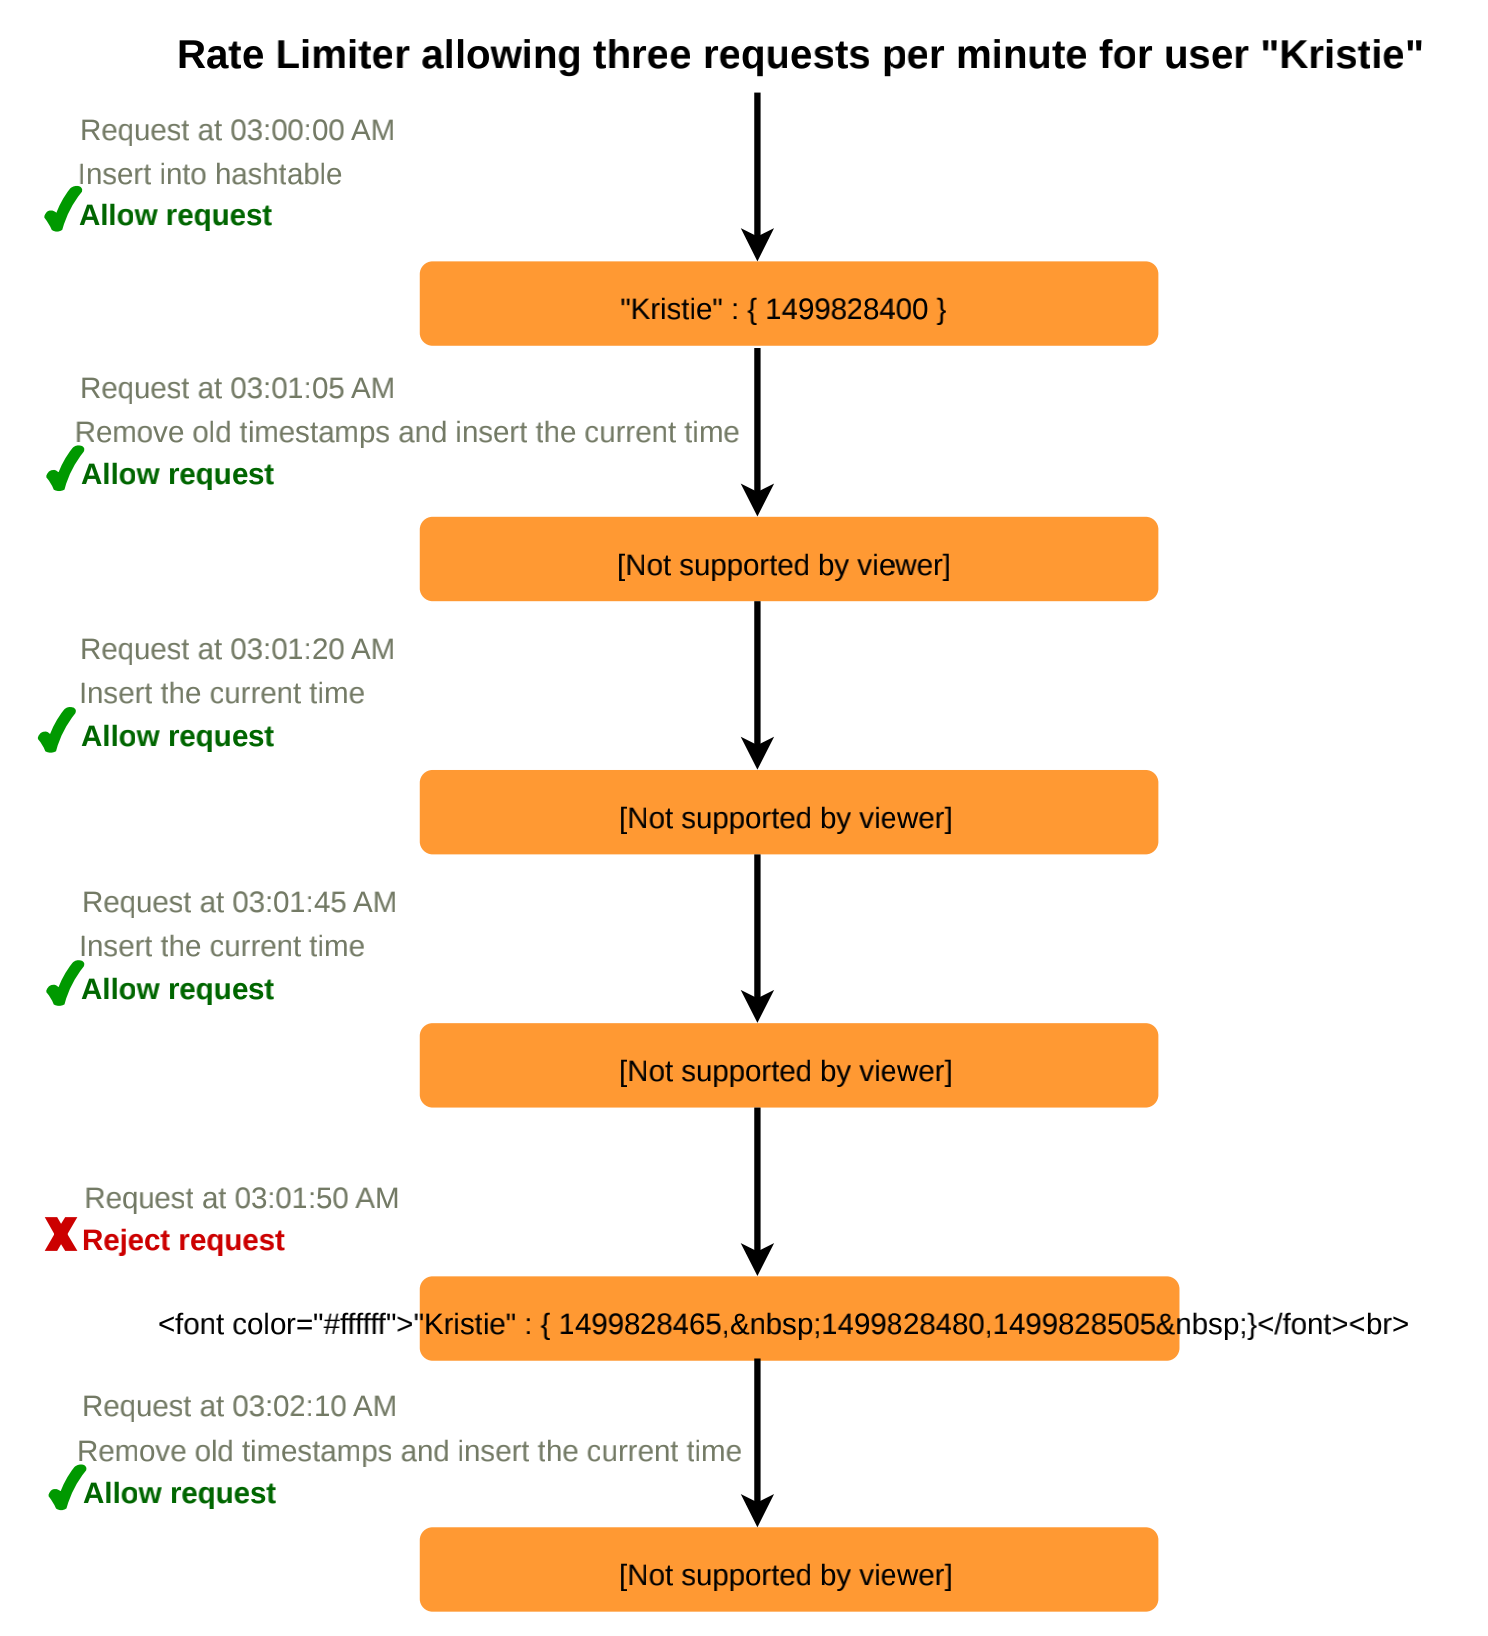 Rate Limiter allowing three requests per minute for user "Kristie"
Request at 03:00:00 AM
Insert into hashtable
Allow request
"Kristie" : { 1499828400 }
Request at 03:01:05 AM
Remove old timestamps and insert the current time
Allow request
[Not supported by viewer]
Request at 03:01:20 AM
Insert the current time
Allow request
[Not supported by viewer]
Request at 03:01:45 AM
Insert the current time
Allow request
[Not supported by viewer]
Request at 03:01:50 AM
Reject request
<font color="#ffffff">"Kristie" : { 1499828465,&nbsp;1499828480,1499828505&nbsp;}</font><br>
Request at 03:02:10 AM
Remove old timestamps and insert the current time
Allow request
[Not supported by viewer]